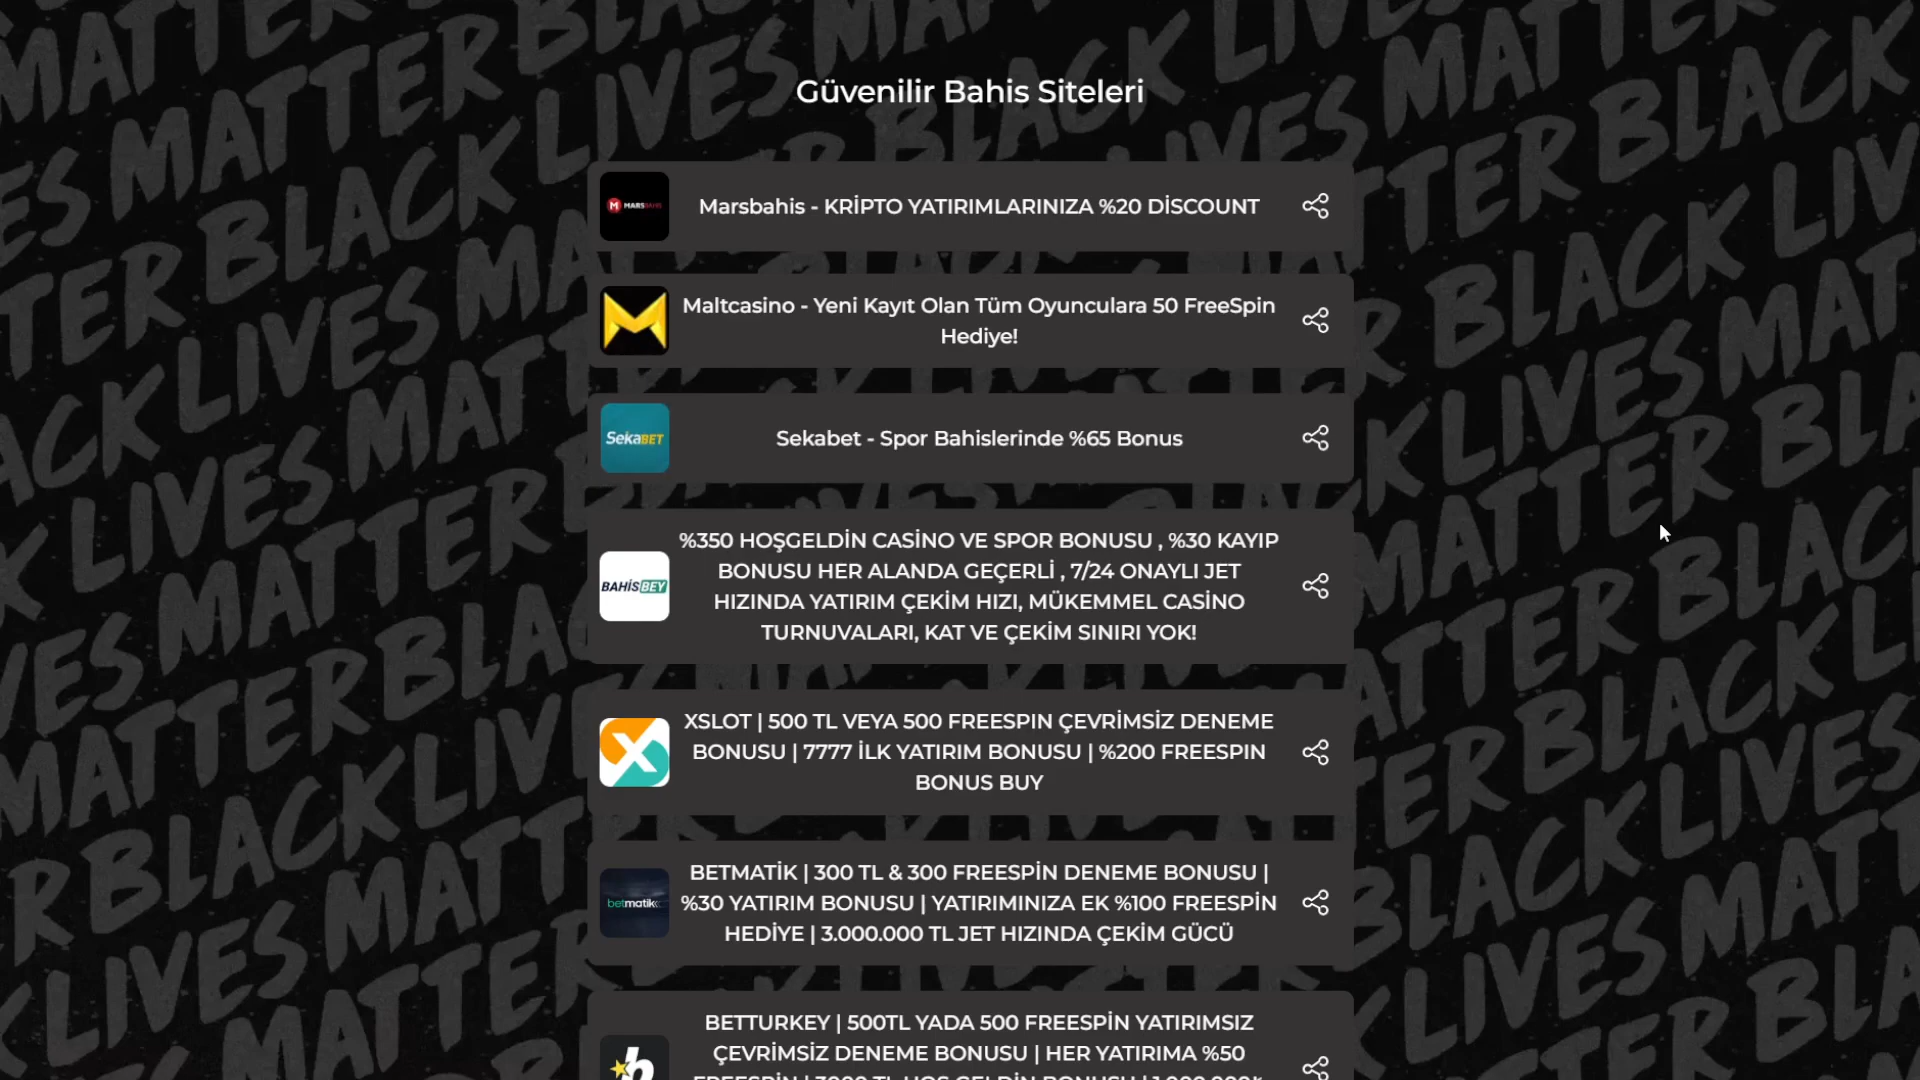 Güvenilir Bahis Siteleri
MARSBAHIS
Marsbahis - KRİPTO YATIRIMLARINIZA %20 DİSCOUNT
Maltcasino - Yeni Kayıt Olan Tüm Oyunculara 50 FreeSpin
Hediye!
SekaBET
Sekabet - Spor Bahislerinde %65 Bonus
BAHİSBEY
%350 HOŞGELDİN CASİNO VE SPOR BONUSU , %30 KAYIP
BONUSU HER ALANDA GEÇERLİ , 7/24 ONAYLI JET
HIZINDA YATIRIM ÇEKİM HIZI, MÜKEMMEL CASİNO
TURNUVALARI, KAT VE ÇEKİM SINIRI YOK!
XSLOT | 500 TL VEYA 500 FREESPIN ÇEVRİMSİZ DENEME
BONUSU | 7777 İLK YATIRIM BONUSU | %200 FREESPIN
BONUS BUY
betmatik
BETMATİK | 300 TL & 300 FREESPİN DENEME BONUSU |
%30 YATIRIM BONUSU | YATIRIMINIZA EK %100 FREESPİN
HEDİYE | 3.000.000 TL JET HIZINDA ÇEKİM GÜCÜ
BETTURKEY | 500TL YADA 500 FREESPİN YATIRIMSIZ
ÇEVRİMSİZ DENEME BONUSU | HER YATIRIMA %50
BLACK LIVES MATTER